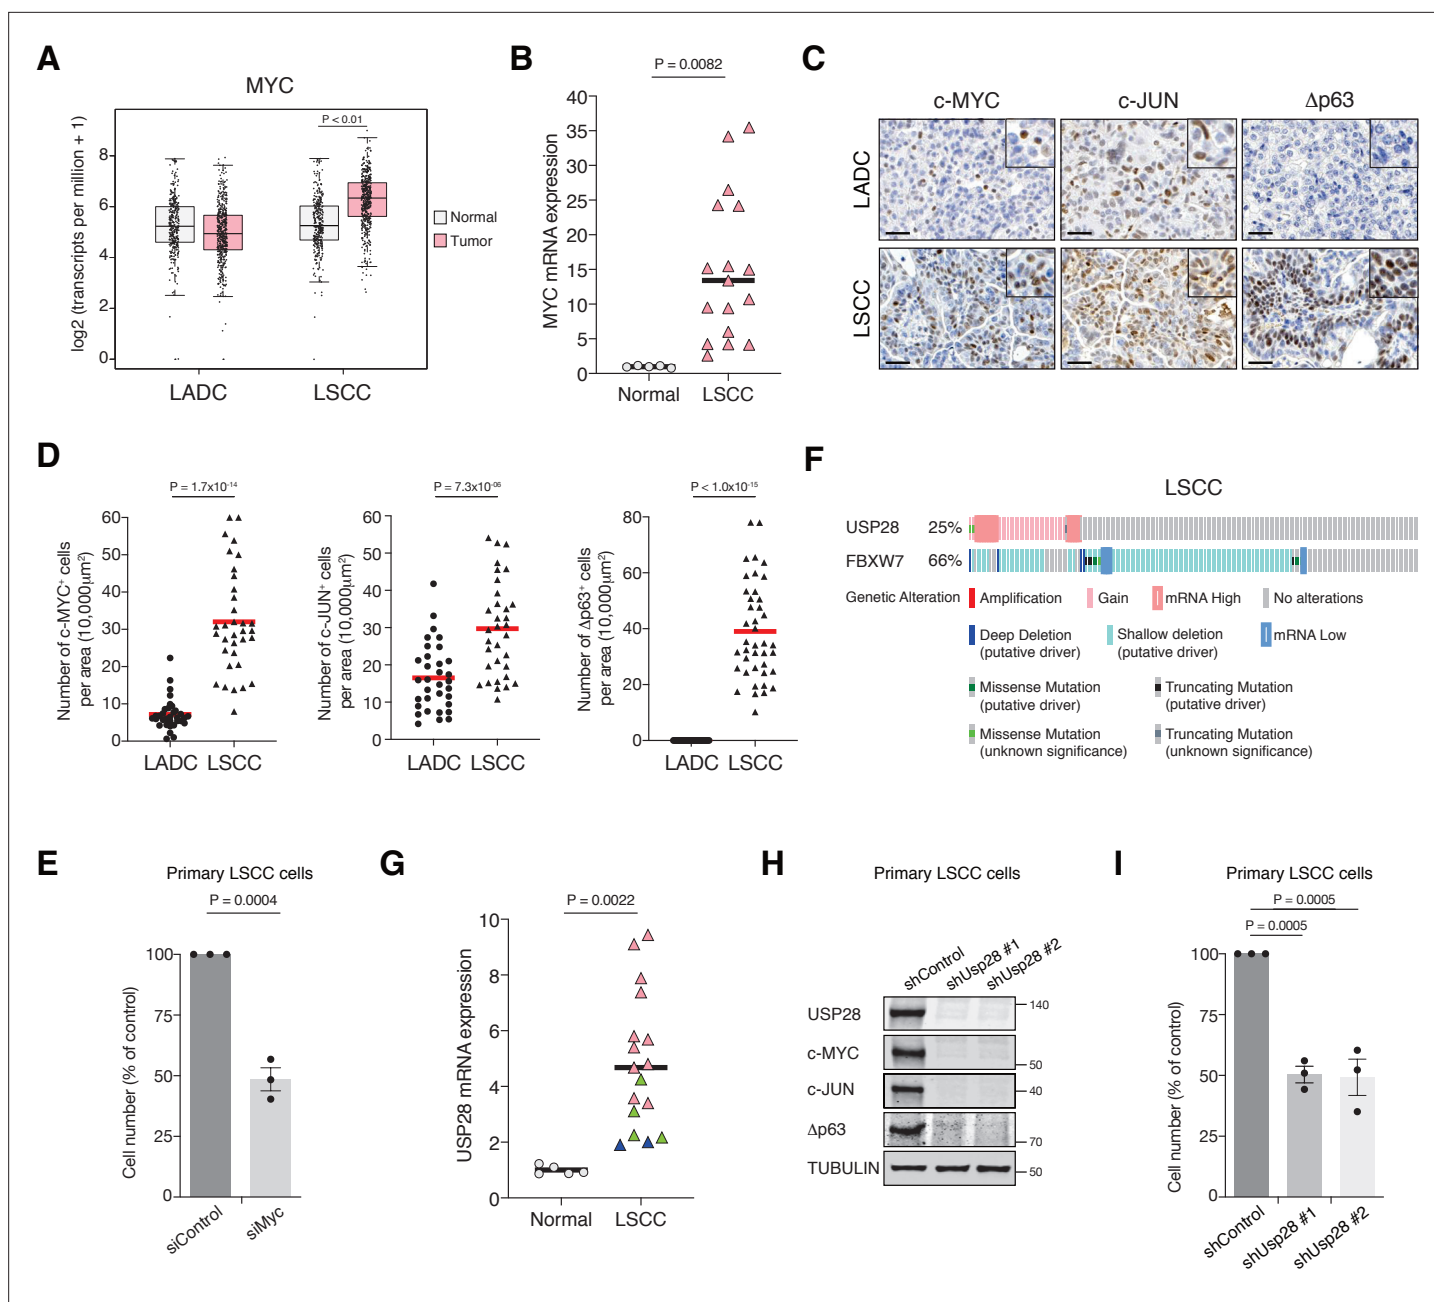 A
MYC
log2 (transcripts per million + 1)
8
6
4
2
0
P < 0.01
LADC
LSCC
Normal
Tumor
B
P = 0.0082
MYC mRNA expression
40
35
30
25
20
15
10
5
0
Normal
LSCC
C
c-MYC
c-JUN
Δp63
LADC
LSCC
D
P = 1.7x10-14
Number of c-MYC+ cells
per area (10,000µm2)
60
50
40
30
20
10
0
LADC LSCC
P = 7.3x10-06
Number of c-JUN+ cells
per area (10,000µm2)
60
50
40
30
20
10
0
LADC LSCC
P < 1.0x10-15
Number of Δp63+ cells
per area (10,000µm2)
80
60
40
20
0
LADC LSCC
F
LSCC
USP28 25%
FBXW7 66%
Genetic Alteration
Amplification
Gain
mRNA High
No alterations
Deep Deletion
(putative driver)
Shallow deletion
(putative driver)
mRNA Low
Missense Mutation
(putative driver)
Truncating Mutation
(putative driver)
Missense Mutation
(unknown significance)
Truncating Mutation
(unknown significance)
E
Primary LSCC cells
P = 0.0004
Cell number (% of control)
100
75
50
25
0
siControl
siMyc
G
P = 0.0022
USP28 mRNA expression
10
8
6
4
2
0
Normal
LSCC
H
Primary LSCC cells
shControl
shUsp28 #1
shUsp28 #2
USP28
140
c-MYC
50
c-JUN
40
Δp63
70
TUBULIN
50
I
Primary LSCC cells
P = 0.0005
P = 0.0005
Cell number (% of control)
100
75
50
25
0
shControl
shUsp28 #1
shUsp28 #2